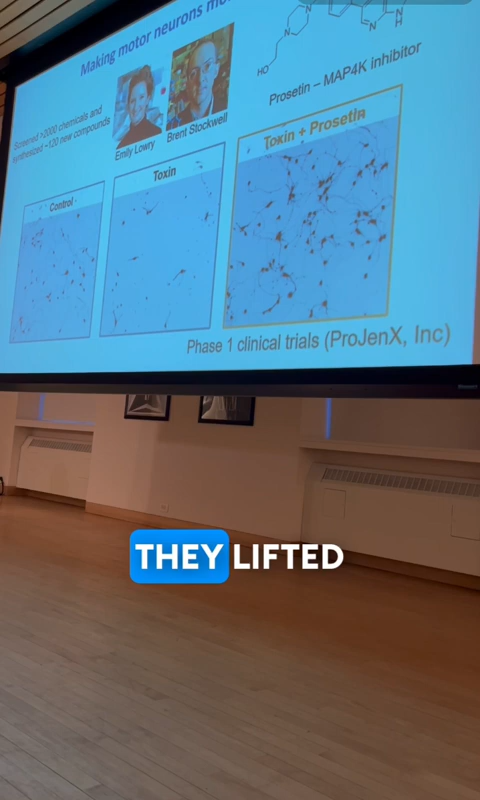 Making motor neurons mo
Screened >2000 chemicals and
synthesized ~120 new compounds
Emily Lowry
Brent Stockwell
HO
N
N
N
N
H
Prosetin – MAP4K inhibitor
Control
Toxin
Toxin + Prosetin
Phase 1 clinical trials (ProJenX, Inc)
THEY LIFTED